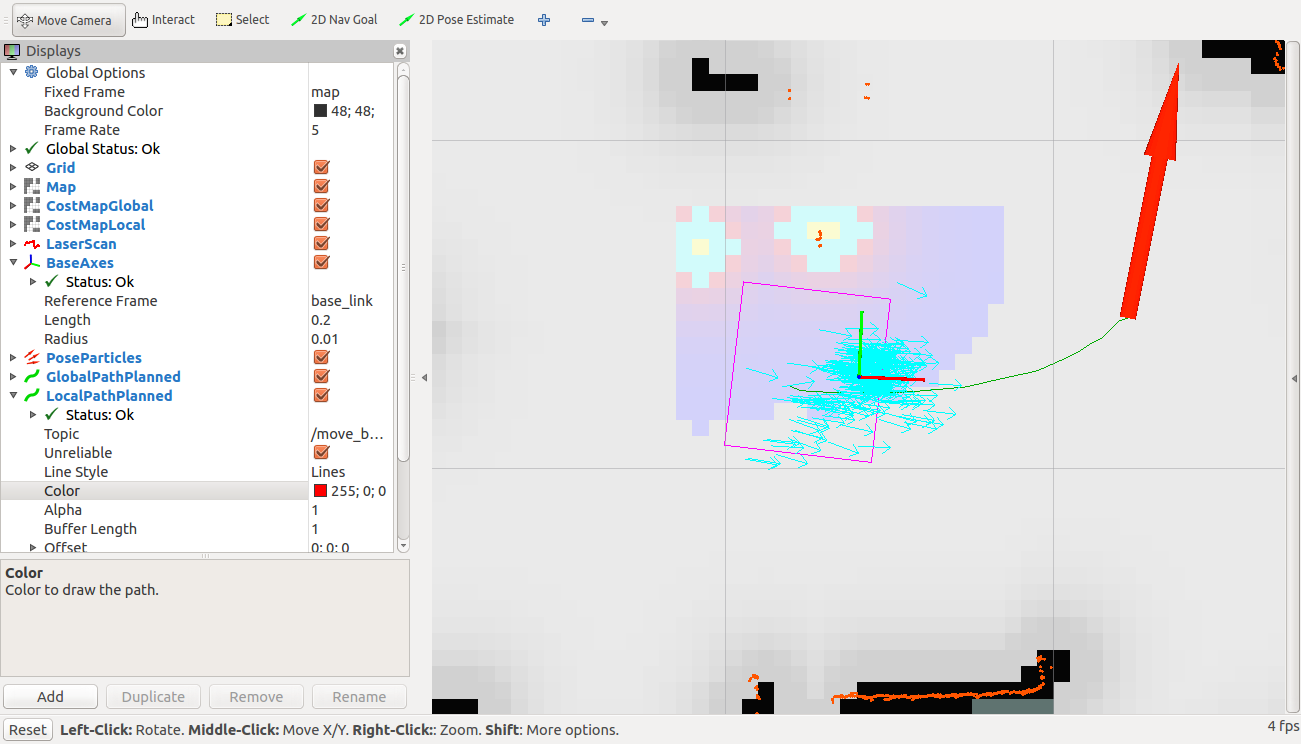 Move Camera Interact Select 2D Nav Goal 2D Pose Estimate
Displays
Global Options
Fixed Frame map
Background Color 48; 48;
Frame Rate 5
Global Status: Ok
Grid
Map
CostMapGlobal
CostMapLocal
LaserScan
BaseAxes
Status: Ok
Reference Frame base_link
Length 0.2
Radius 0.01
PoseParticles
GlobalPathPlanned
LocalPathPlanned
Status: Ok
Topic /move_b...
Unreliable
Line Style Lines
Color 255; 0; 0
Alpha 1
Buffer Length 1
Offset 0; 0; 0
Color
Color to draw the path.
Add Duplicate Remove Rename
Reset Left-Click: Rotate. Middle-Click: Move X/Y. Right-Click:: Zoom. Shift: More options. 4 fps